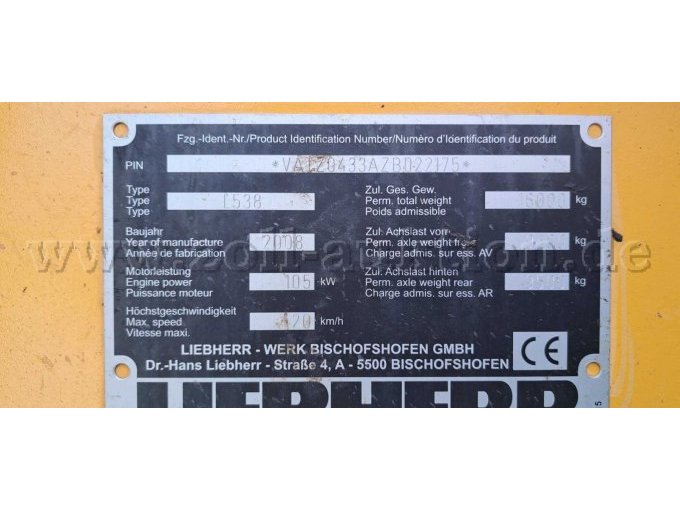 Fzg.-Ident.-Nr./Product Identification Number/Numèro d'Identification du produit
PIN *VATZ0433AZB022175*
Type
Type L538
Type
Zul. Ges. Gew.
Perm. total weight kg
Poids admissible
Baujahr
Year of manufacture 2008
Année de fabrication
Zul. Achslast vorn
Perm. axle weight kg
Charge admis. sur ess. AV
Motorleistung
Engine power 105 kW
Puissance moteur
Zul. Achslast hinten
Perm. axle weight rear kg
Charge admis. sur ess. AR
Höchstgeschwindigkeit
Max. speed 20 km/h
Vitesse maxi.
LIEBHERR - WERK BISCHOFSHOFEN GMBH
Dr.-Hans Liebherr - Straße 4, A - 5500 BISCHOFSHOFEN
CE
LIEBHERR
5